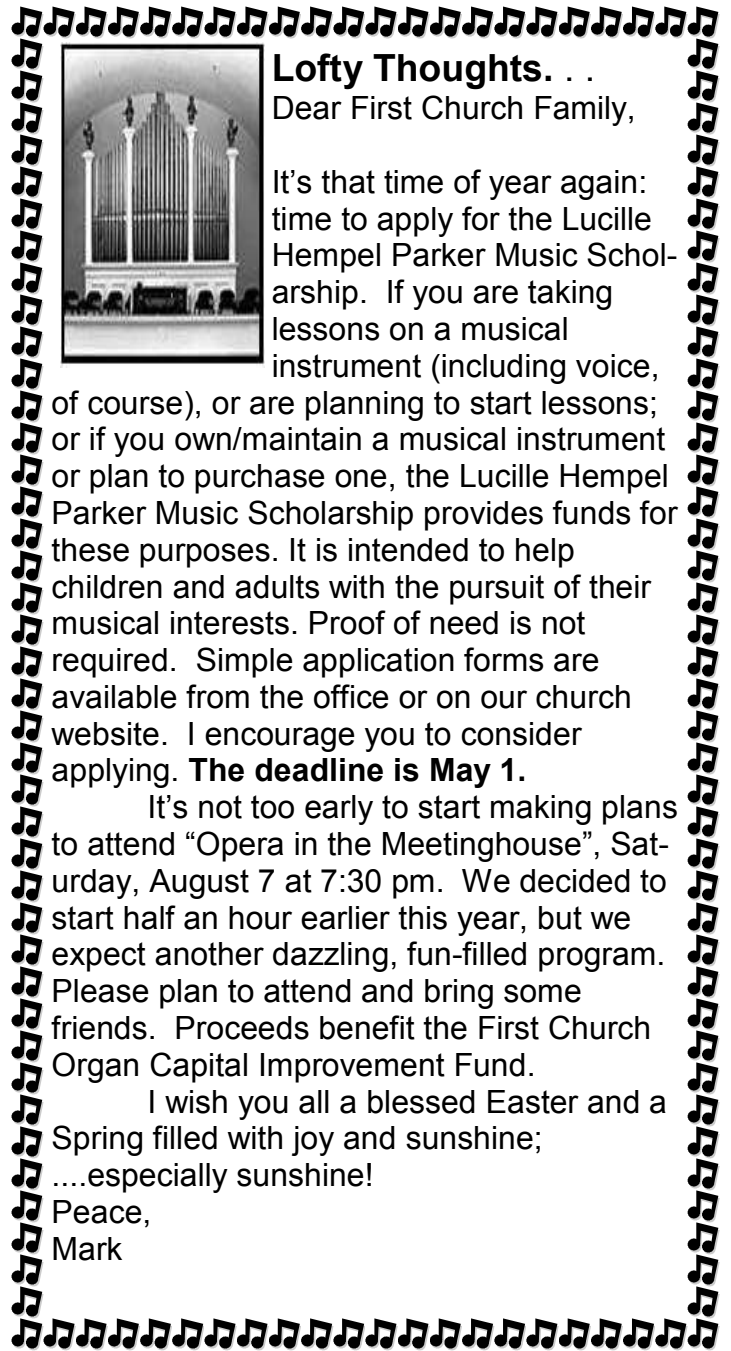 Lofty Thoughts. . .
Dear First Church Family,
It’s that time of year again:
time to apply for the Lucille
Hempel Parker Music Schol-
arship.  If you are taking
lessons on a musical
instrument (including voice,
of course), or are planning to start lessons;
or if you own/maintain a musical instrument
or plan to purchase one, the Lucille Hempel
Parker Music Scholarship provides funds for
these purposes. It is intended to help
children and adults with the pursuit of their
musical interests. Proof of need is not
required.  Simple application forms are
available from the office or on our church
website.  I encourage you to consider
applying. The deadline is May 1.
It’s not too early to start making plans
to attend “Opera in the Meetinghouse”, Sat-
urday, August 7 at 7:30 pm.  We decided to
start half an hour earlier this year, but we
expect another dazzling, fun-filled program.
Please plan to attend and bring some
friends.  Proceeds benefit the First Church
Organ Capital Improvement Fund.
I wish you all a blessed Easter and a
Spring filled with joy and sunshine;
....especially sunshine!
Peace,
Mark